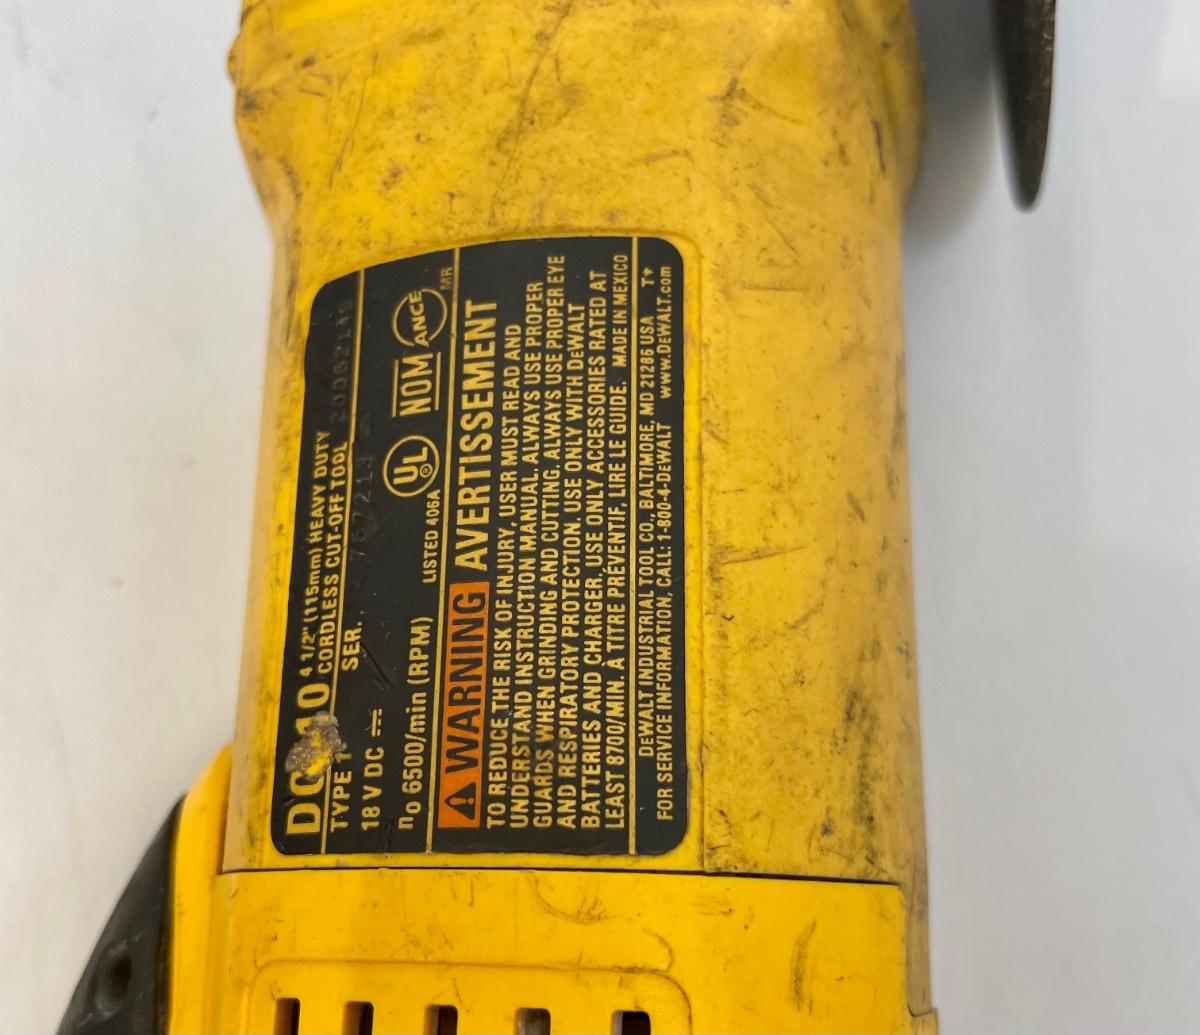 4 1/2" (115mm) HEAVY DUTY
CORDLESS CUT-OFF TOOL
TYPE 1 SER. 767213
18 V DC
no 6500/min (RPM)
LISTED 406A
UL
NOM
ANCE
MR
WARNING AVERTISSEMENT
TO REDUCE THE RISK OF INJURY, USER MUST READ AND
UNDERSTAND INSTRUCTION MANUAL. ALWAYS USE PROPER
GUARDS WHEN GRINDING AND CUTTING. ALWAYS USE PROPER EYE
AND RESPIRATORY PROTECTION. USE ONLY WITH DEWALT
BATTERIES AND CHARGER. USE ONLY ACCESSORIES RATED AT
LEAST 8700/MIN. À TITRE PRÉVENTIF, LIRE LE GUIDE. MADE IN MEXICO
DEWALT INDUSTRIAL TOOL CO., BALTIMORE, MD 21286 USA T+
FOR SERVICE INFORMATION, CALL: 1-800-4-DEWALT www.DEWALT.com